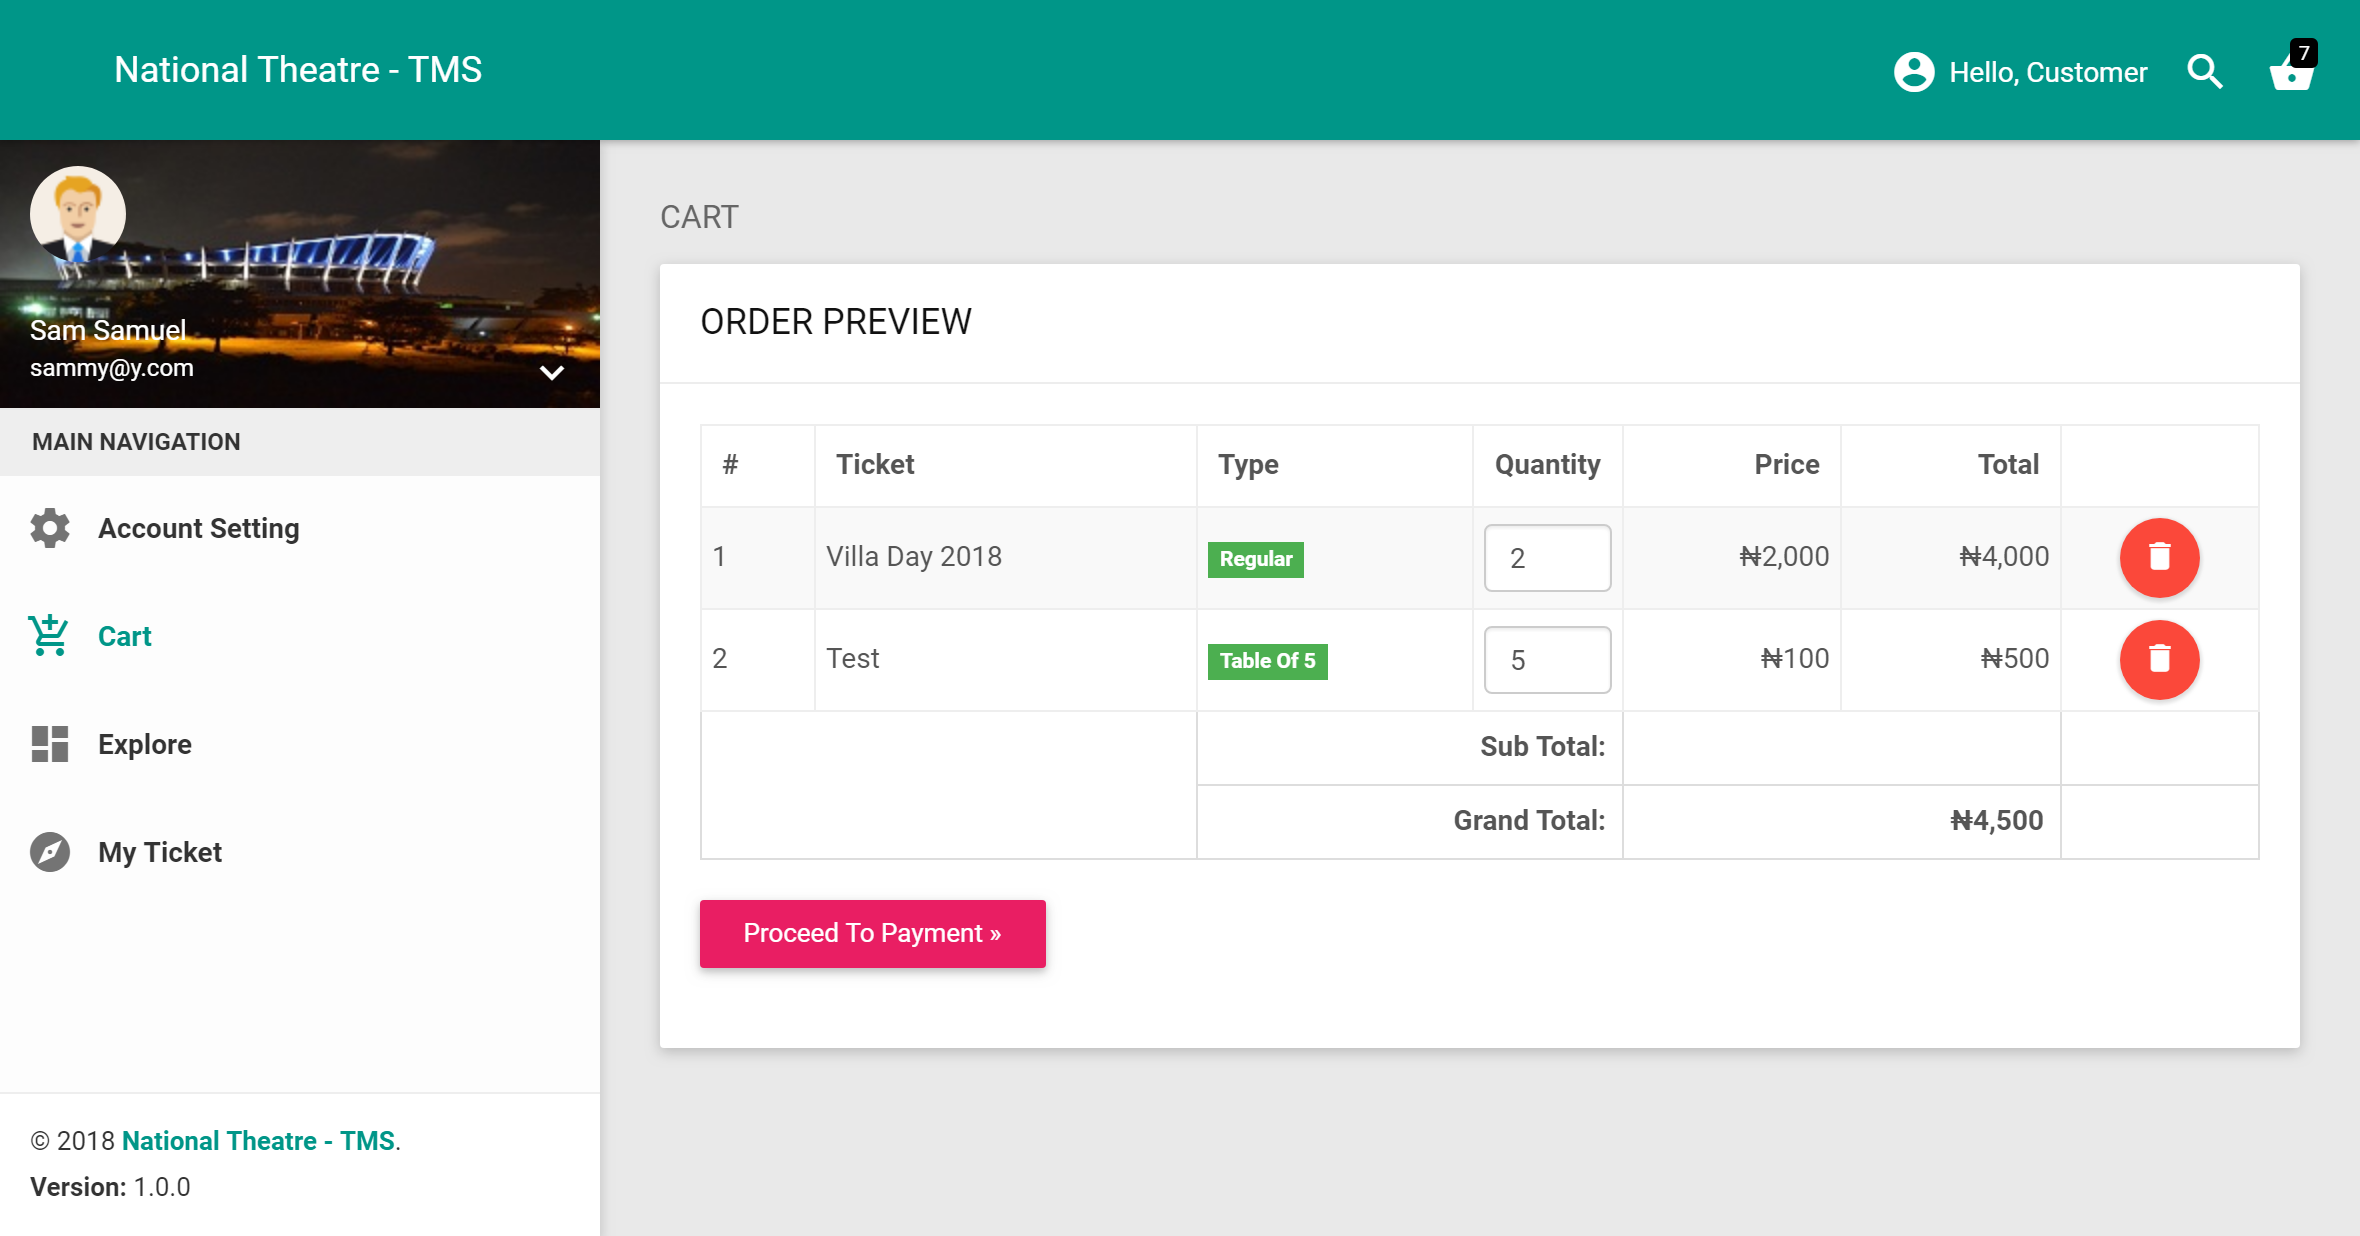 National Theatre - TMS
Hello, Customer
7
Sam Samuel
sammy@y.com
MAIN NAVIGATION
Account Setting
Cart
Explore
My Ticket
© 2018 National Theatre - TMS.
Version: 1.0.0
CART
ORDER PREVIEW
# Ticket Type Quantity Price Total
1 Villa Day 2018 Regular 2 ₦2,000 ₦4,000
2 Test Table Of 5 5 ₦100 ₦500
Sub Total:
Grand Total: ₦4,500
Proceed To Payment »